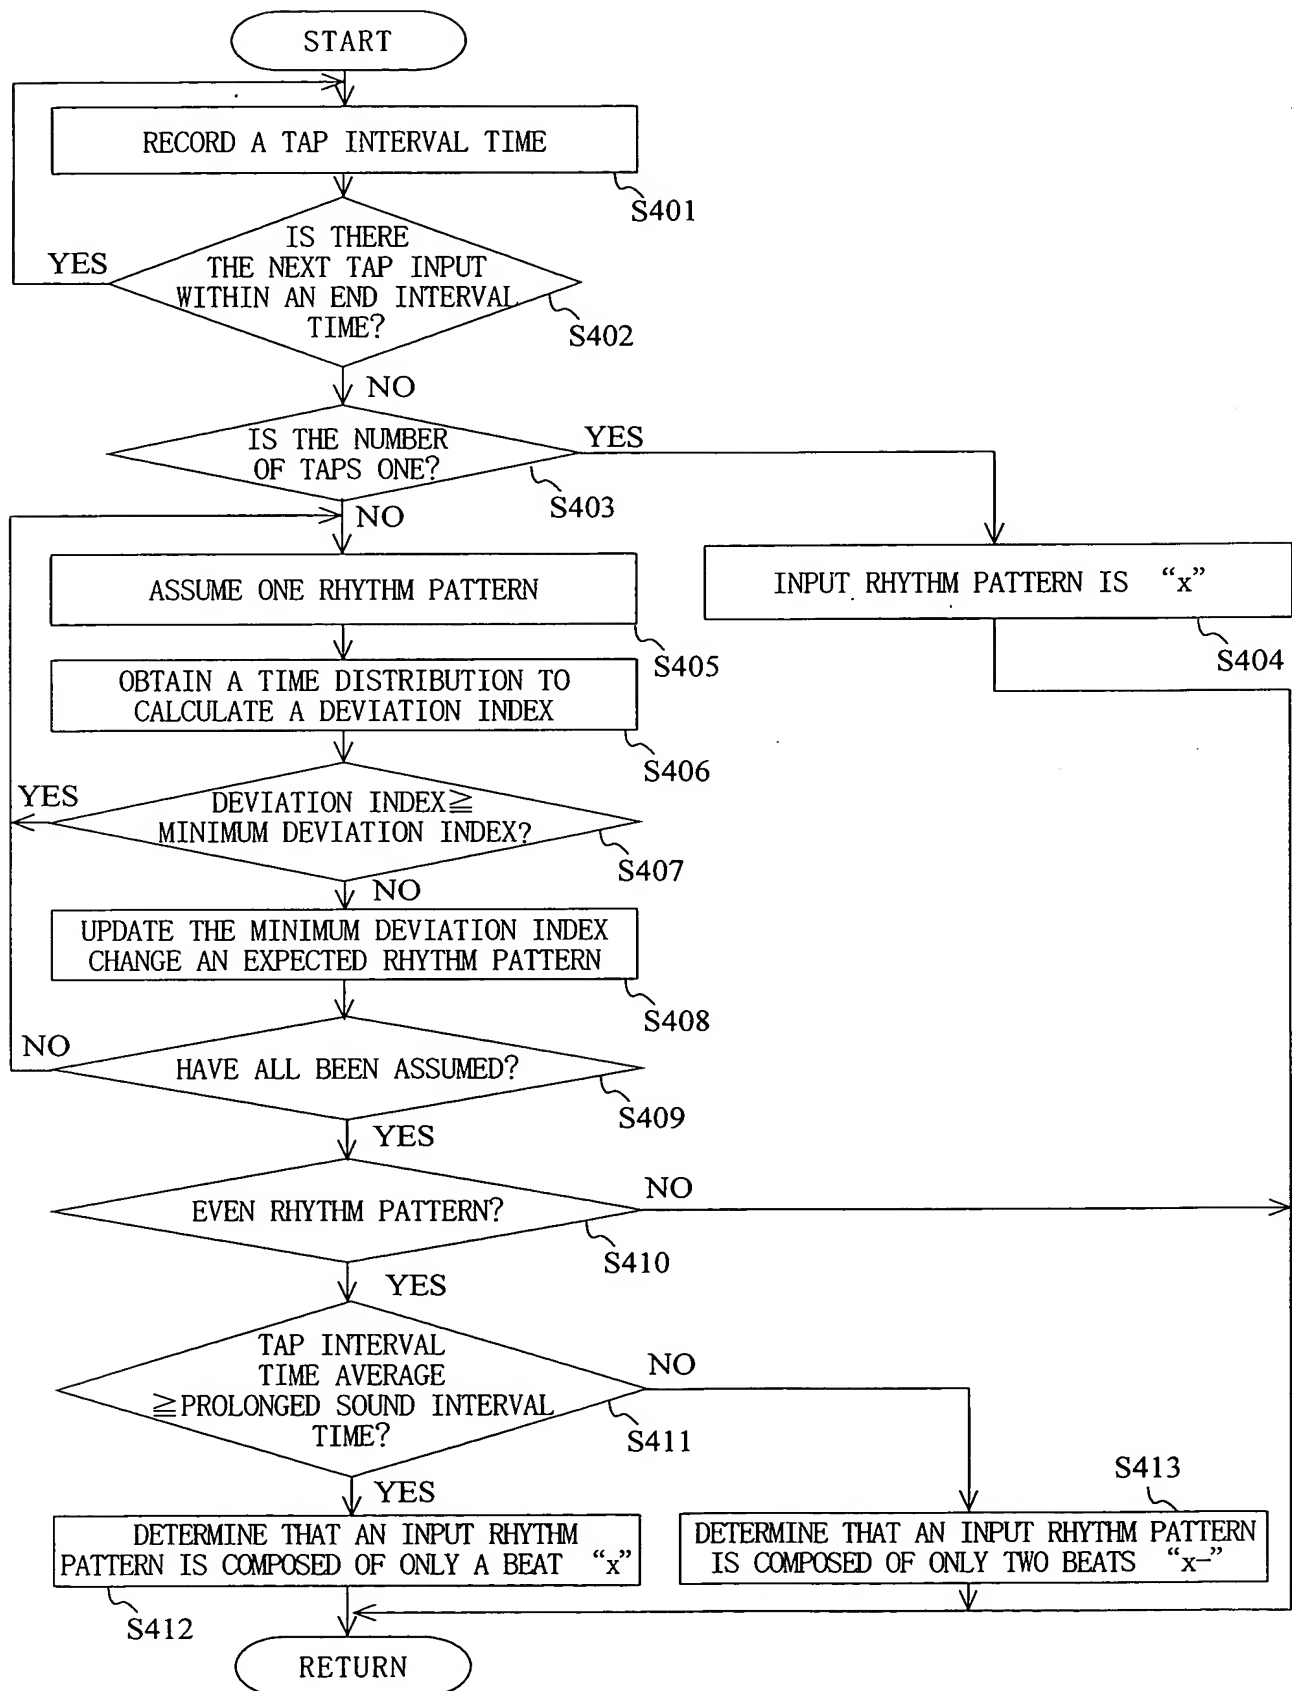 START
RECORD A TAP INTERVAL TIME
S401
IS THERE
THE NEXT TAP INPUT
WITHIN AN END INTERVAL
TIME?
YES
S402
NO
IS THE NUMBER
OF TAPS ONE?
YES
S403
NO
ASSUME ONE RHYTHM PATTERN
S405
INPUT RHYTHM PATTERN IS “x”
S404
OBTAIN A TIME DISTRIBUTION TO
CALCULATE A DEVIATION INDEX
S406
YES
DEVIATION INDEX≧
MINIMUM DEVIATION INDEX?
S407
NO
UPDATE THE MINIMUM DEVIATION INDEX
CHANGE AN EXPECTED RHYTHM PATTERN
S408
NO
HAVE ALL BEEN ASSUMED?
S409
YES
EVEN RHYTHM PATTERN?
NO
S410
YES
TAP INTERVAL
TIME AVERAGE
≧PROLONGED SOUND INTERVAL
TIME?
NO
S411
YES
S413
DETERMINE THAT AN INPUT RHYTHM
PATTERN IS COMPOSED OF ONLY A BEAT “x”
S412
DETERMINE THAT AN INPUT RHYTHM PATTERN
IS COMPOSED OF ONLY TWO BEATS “x-”
RETURN